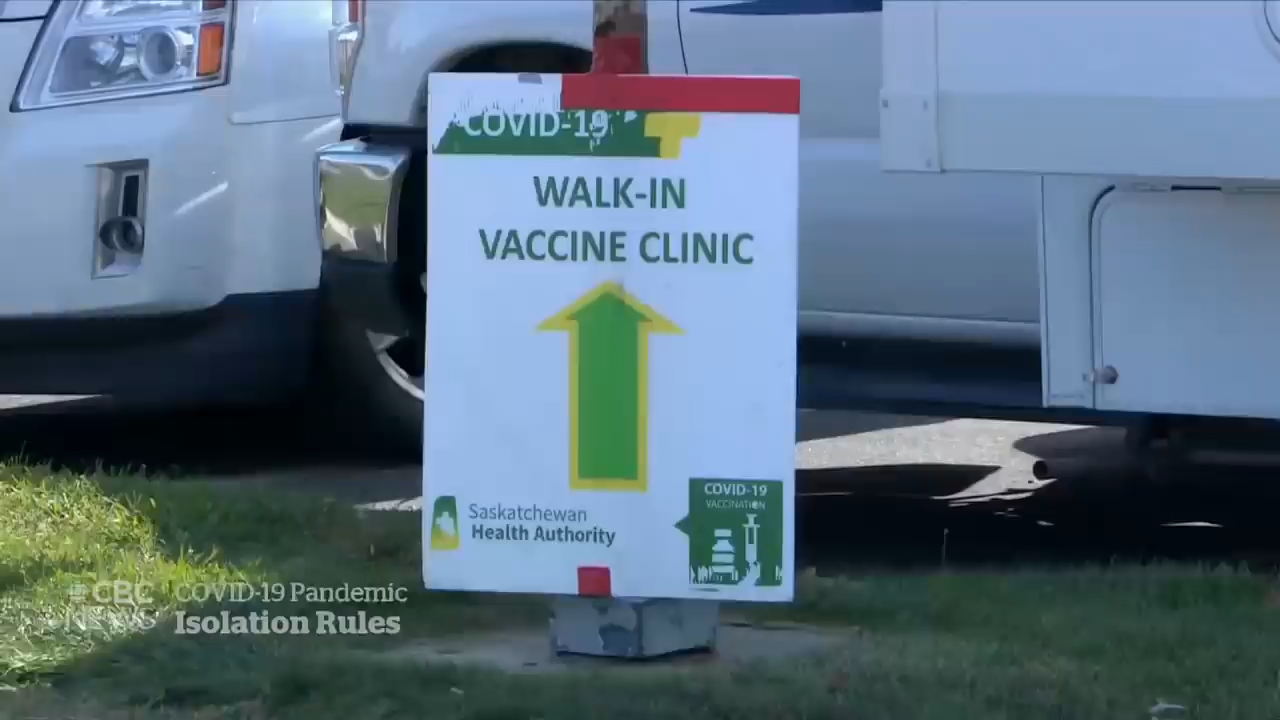 COVID-19
WALK-IN
VACCINE CLINIC
COVID-19
VACCINATION
Saskatchewan
Health Authority
CBC
NEWS
COVID-19 Pandemic
Isolation Rules